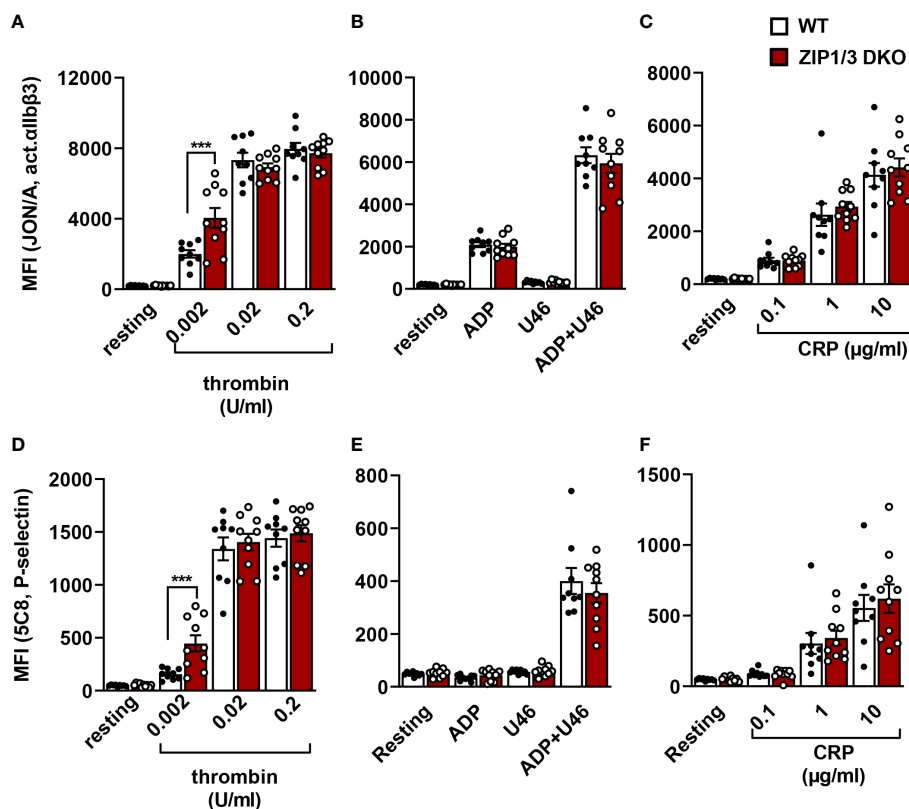 A
B
C
WT
ZIP1/3 DKO
MFI (JON/A, act.αIIbβ3)
12000
8000
4000
0
***
resting
0.002
0.02
0.2
thrombin
(U/ml)
10000
8000
6000
4000
2000
0
resting
ADP
U46
ADP+U46
8000
6000
4000
2000
0
resting
0.1
1
10
CRP (µg/ml)
D
E
F
MFI (5C8, P-selectin)
2000
1500
1000
500
0
***
resting
0.002
0.02
0.2
thrombin
(U/ml)
800
600
400
200
0
Resting
ADP
U46
ADP+U46
1500
1000
500
0
Resting
0.1
1
10
CRP
(µg/ml)